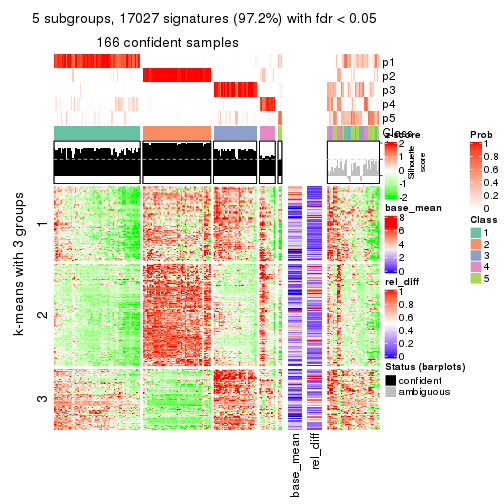 5 subgroups, 17027 signatures (97.2%) with fdr < 0.05
166 confident samples
p1
p2
p3
p4
p5
Class
z-score
2
1
0
-1
-2
Silhouette
score
Prob
1
0.8
0.6
0.4
0.2
0
base_mean
8
6
4
2
0
Class
1
2
3
4
5
rel_diff
1
0.8
0.6
0.4
0.2
0
Status (barplots)
confident
ambiguous
k-means with 3 groups
1
2
3
base_mean
rel_diff